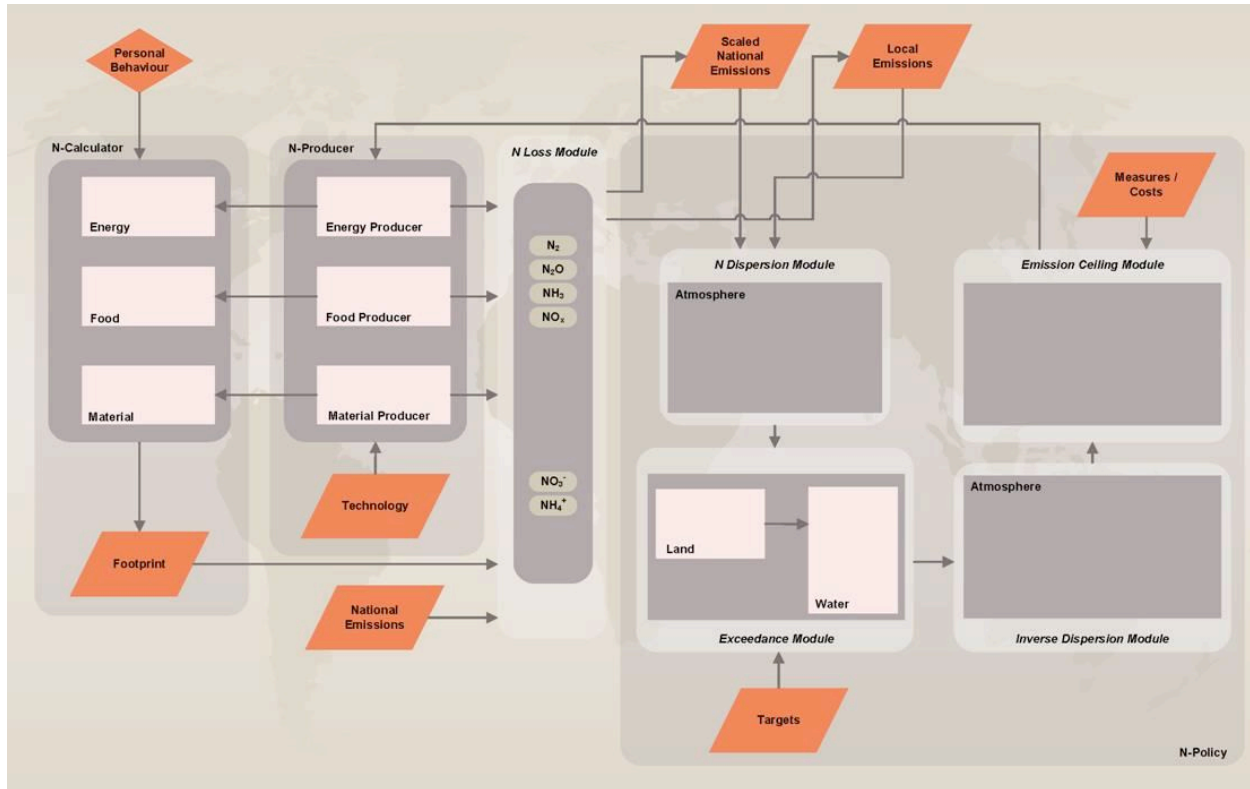 Personal
Behaviour
Scaled
National
Emissions
Local
Emissions
N-Calculator
N-Producer
N Loss Module
Measures /
Costs
Energy
Energy Producer
Food
Food Producer
Material
Material Producer
N₂
N₂O
NH₃
NOₓ
NO₃⁻
NH₄⁺
N Dispersion Module
Atmosphere
Emission Ceiling Module
Technology
Footprint
National
Emissions
Land
Water
Exceedance Module
Atmosphere
Inverse Dispersion Module
Targets
N-Policy